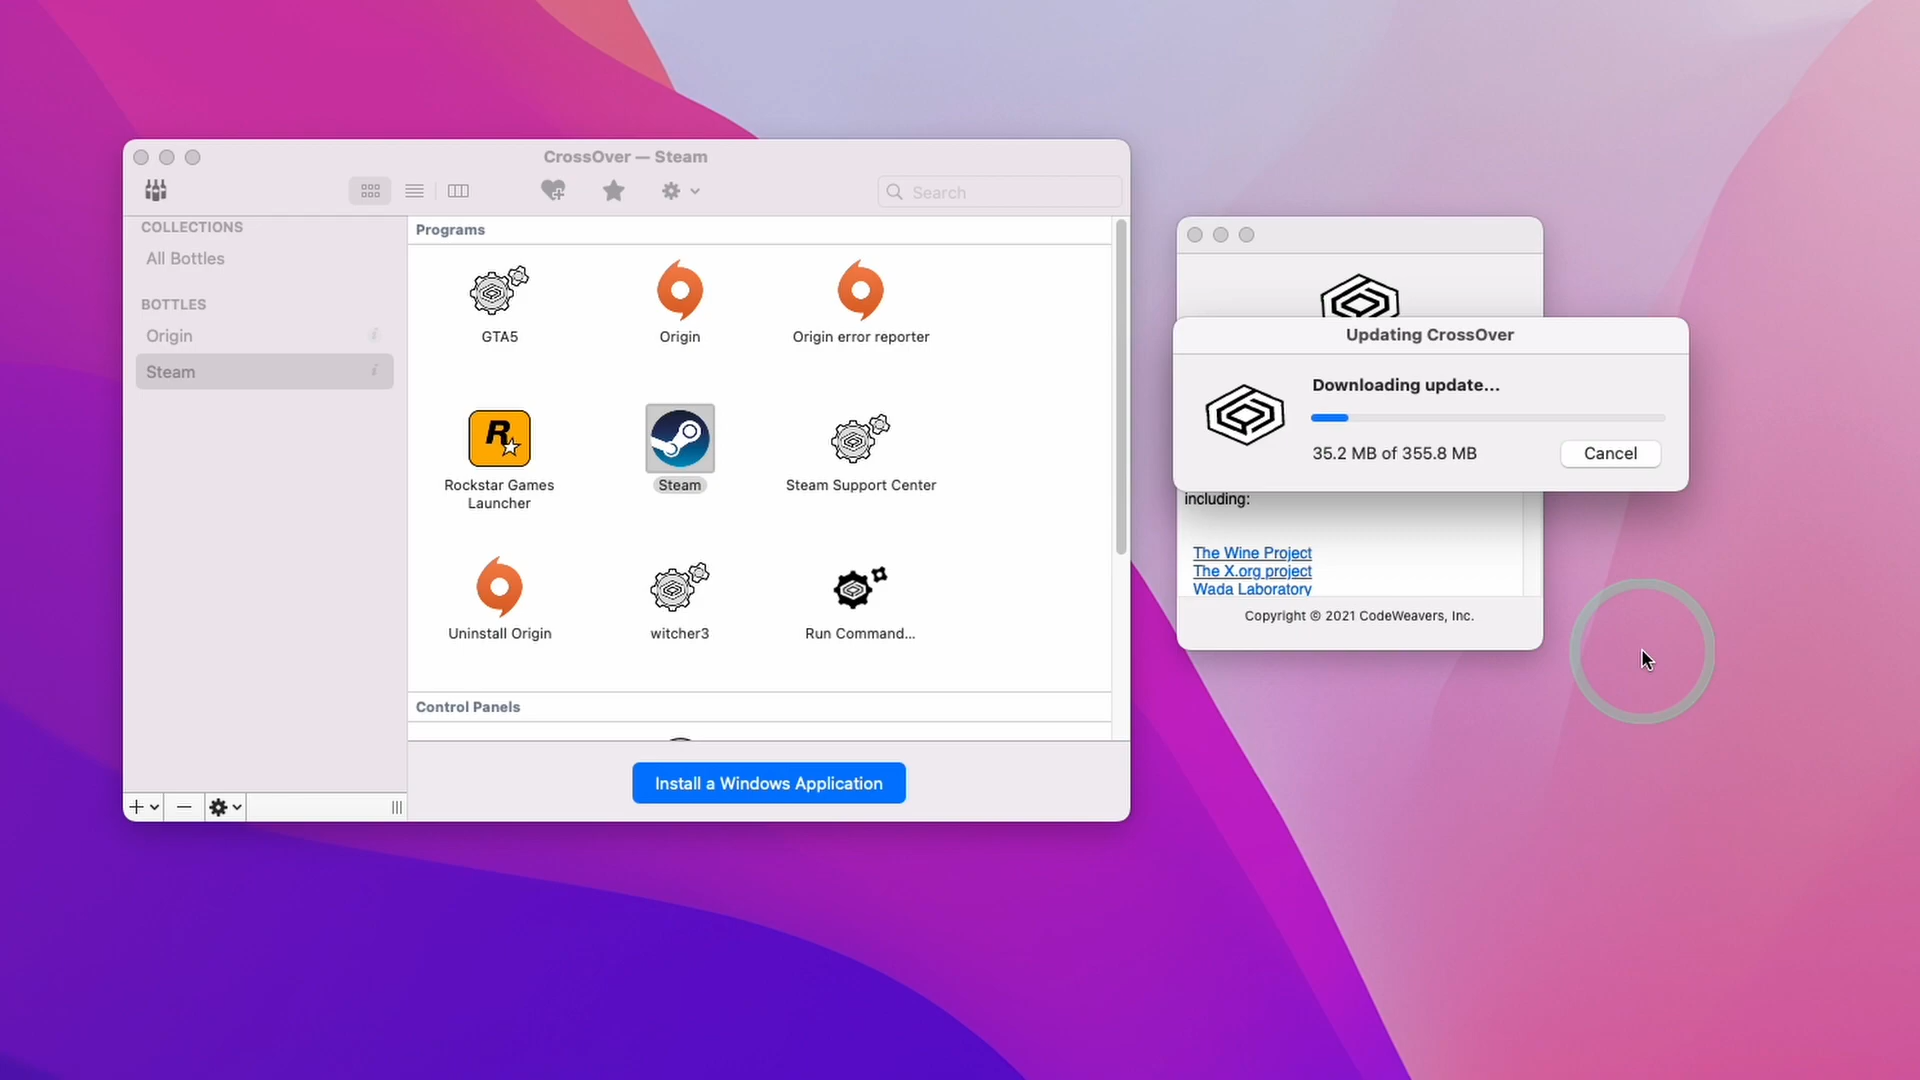 CrossOver — Steam
Search
COLLECTIONS
All Bottles
BOTTLES
Origin
Steam
Programs
GTA5
Origin
Origin error reporter
Rockstar Games
Launcher
Steam
Steam Support Center
Uninstall Origin
witcher3
Run Command...
Control Panels
Install a Windows Application
Updating CrossOver
Downloading update...
35.2 MB of 355.8 MB
Cancel
including:
The Wine Project
The X.org project
Wada Laboratory
Copyright © 2021 CodeWeavers, Inc.